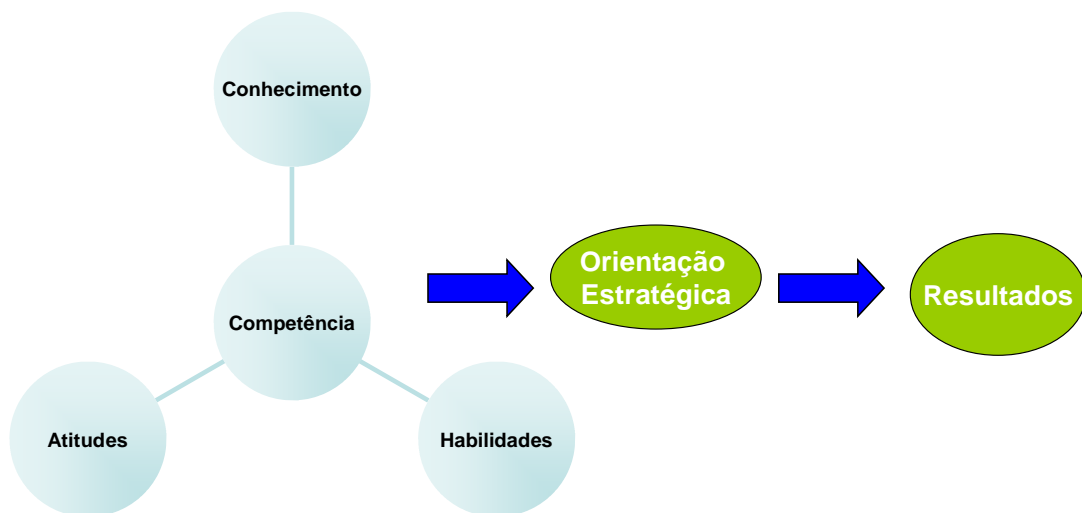 Conhecimento
Competência
Atitudes
Habilidades
Orientação
Estratégica
Resultados